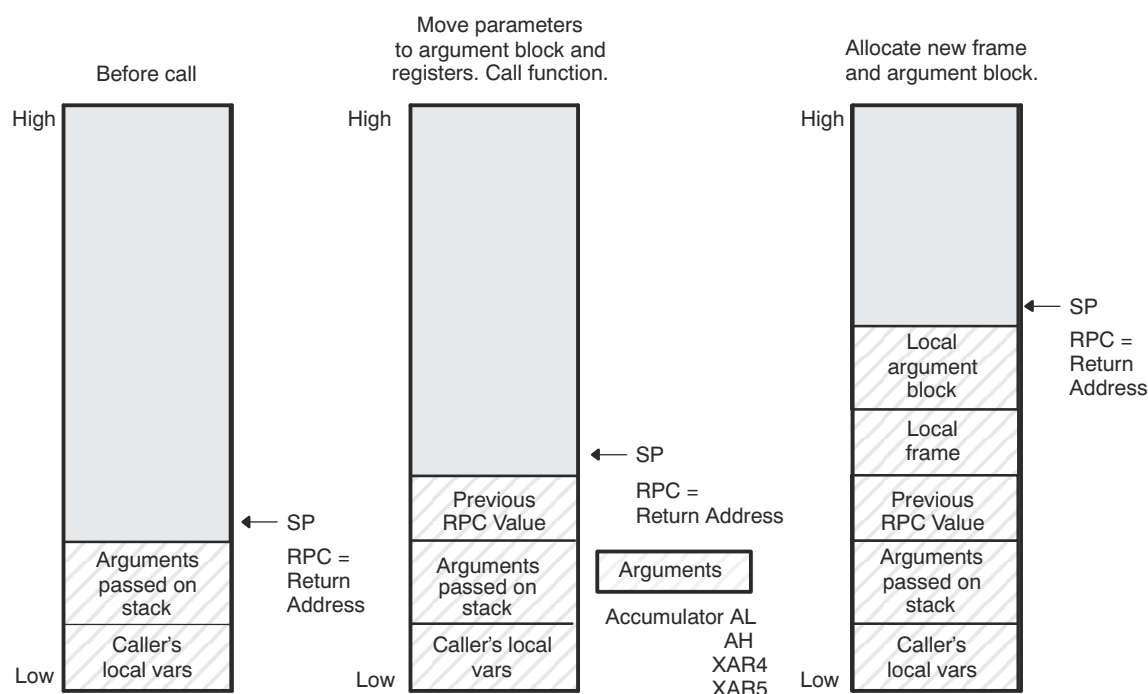 Before call
High
SP
RPC =
Return
Address
Arguments
passed on
stack
Caller's
local vars
Low
Move parameters
to argument block and
registers. Call function.
High
SP
RPC =
Return Address
Previous
RPC Value
Arguments
passed on
stack
Caller's local
vars
Low
Arguments
Accumulator AL
AH
XAR4
XAR5
Allocate new frame
and argument block.
High
SP
RPC =
Return
Address
Local
argument
block
Local
frame
Previous
RPC Value
Arguments
passed on
stack
Caller's
local vars
Low